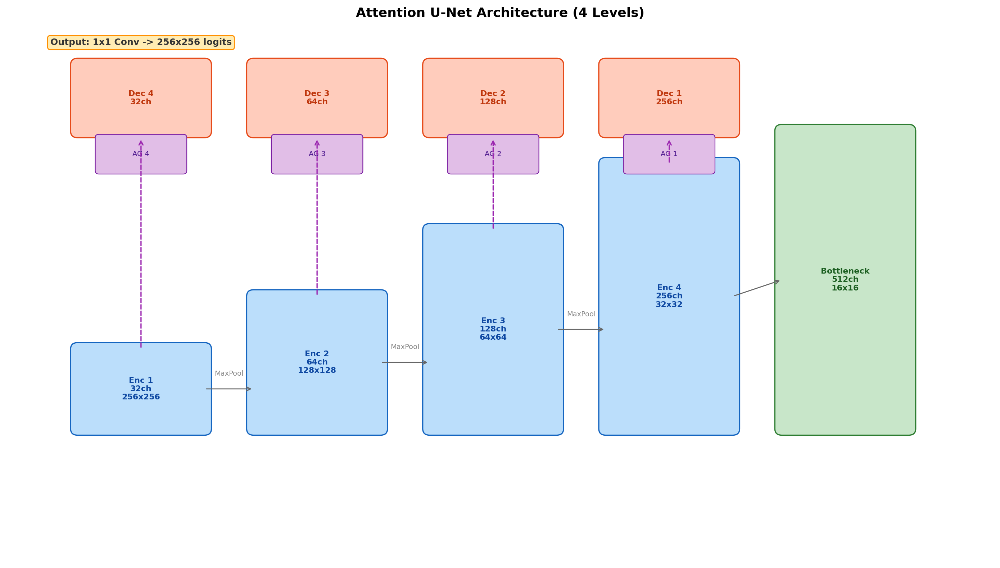 Attention U-Net Architecture (4 Levels)
Output: 1x1 Conv -> 256x256 logits
Dec 4
32ch
Dec 3
64ch
Dec 2
128ch
Dec 1
256ch
AG 4
AG 3
AG 2
AG 1
Bottleneck
512ch
16x16
Enc 4
256ch
32x32
MaxPool
Enc 3
128ch
64x64
MaxPool
Enc 2
64ch
128x128
MaxPool
Enc 1
32ch
256x256